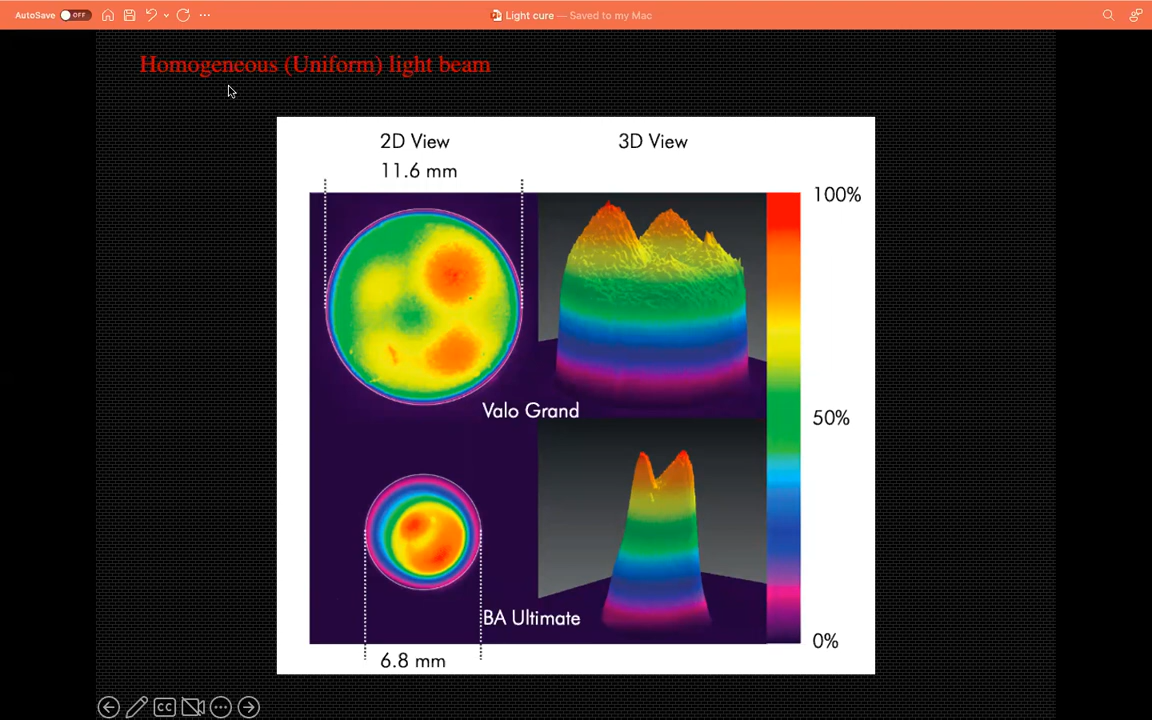 AutoSave OFF
Light cure — Saved to my Mac
Homogeneous (Uniform) light beam
2D View
3D View
11.6 mm
100%
Valo Grand
50%
BA Ultimate
0%
6.8 mm
CC